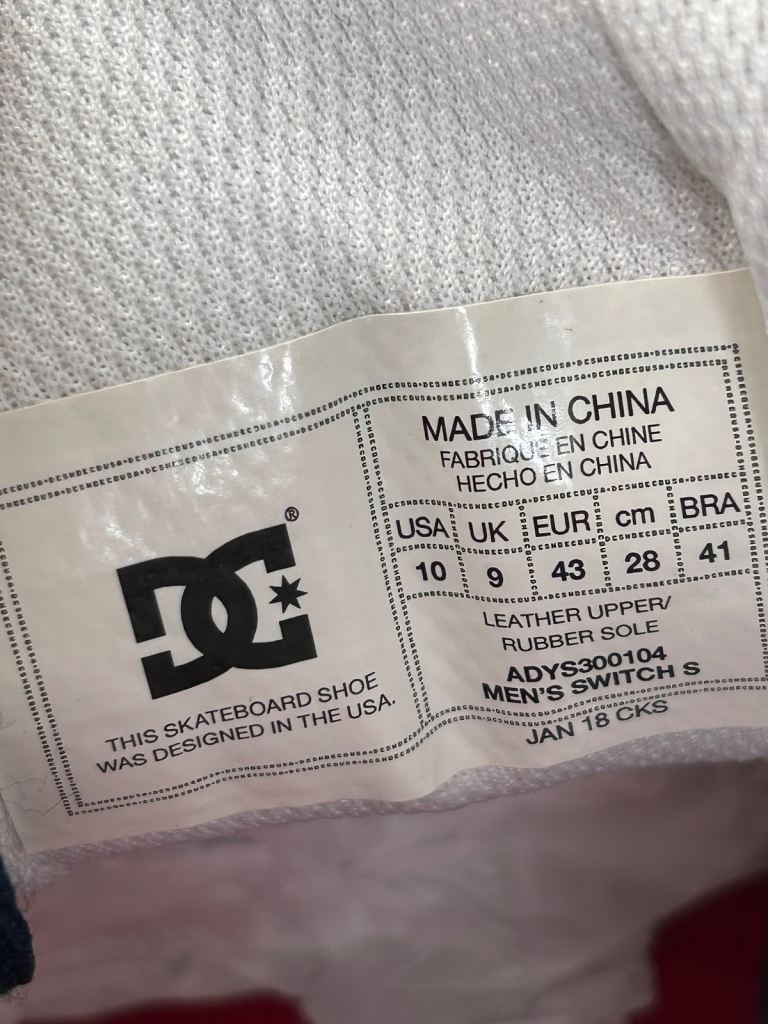 DC®
THIS SKATEBOARD SHOE
WAS DESIGNED IN THE USA.
MADE IN CHINA
FABRIQUE EN CHINE
HECHO EN CHINA
USA UK EUR cm BRA
10 9 43 28 41
LEATHER UPPER/
RUBBER SOLE
ADYS300104
MEN'S SWITCH S
JAN 18 CKS